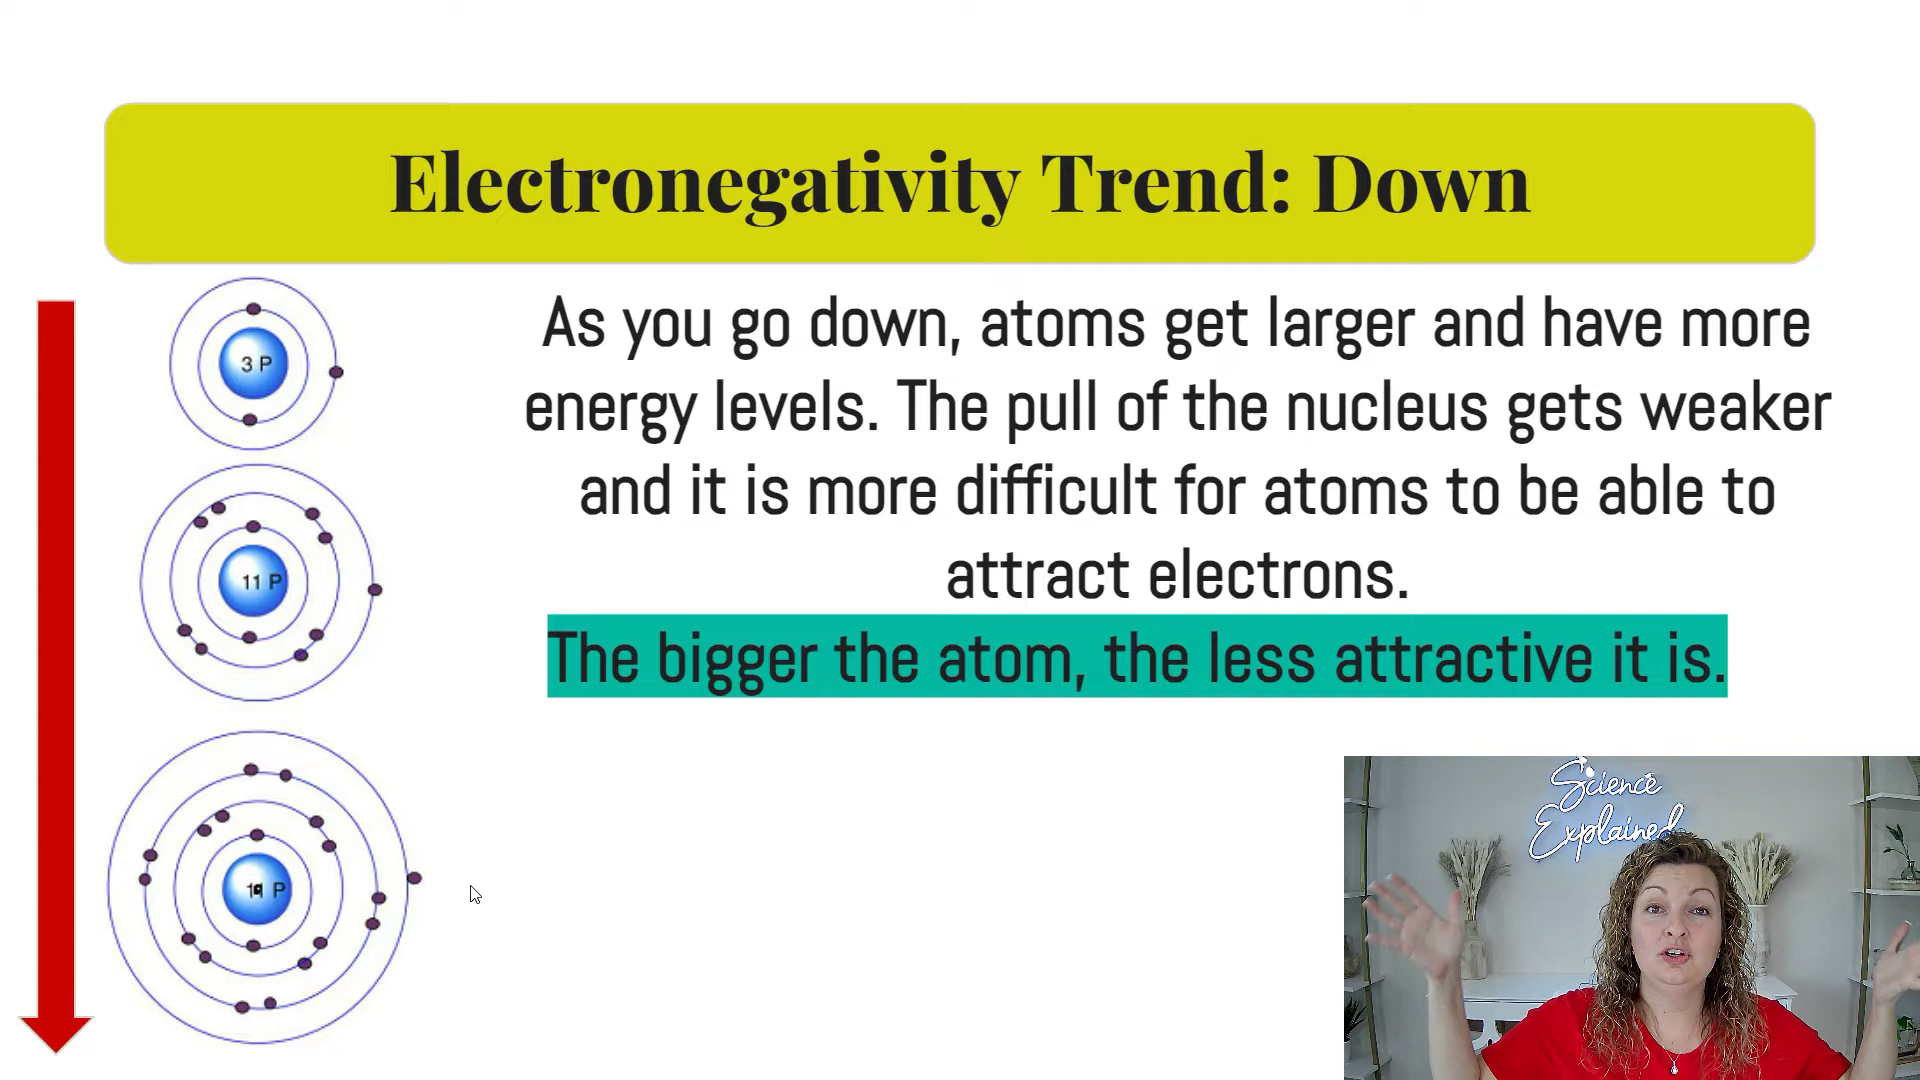 Electronegativity Trend: Down
3 P
As you go down, atoms get larger and have more
energy levels. The pull of the nucleus gets weaker
and it is more difficult for atoms to be able to
attract electrons.
11 P
The bigger the atom, the less attractive it is.
Science
Explained